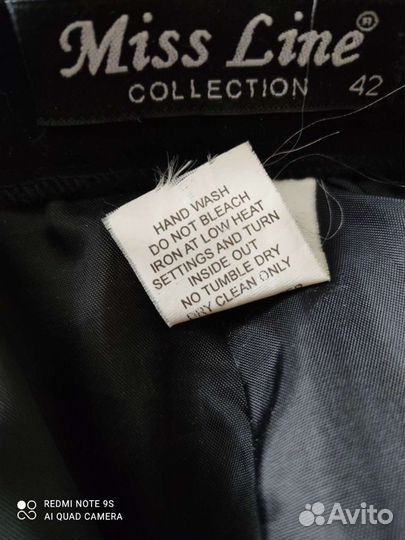 Miss Line®
COLLECTION 42
HAND WASH
DO NOT BLEACH
IRON AT LOW HEAT
SETTINGS AND TURN
INSIDE OUT
NO TUMBLE DRY
DRY CLEAN ONLY
REDMI NOTE 9S
AI QUAD CAMERA
Avito